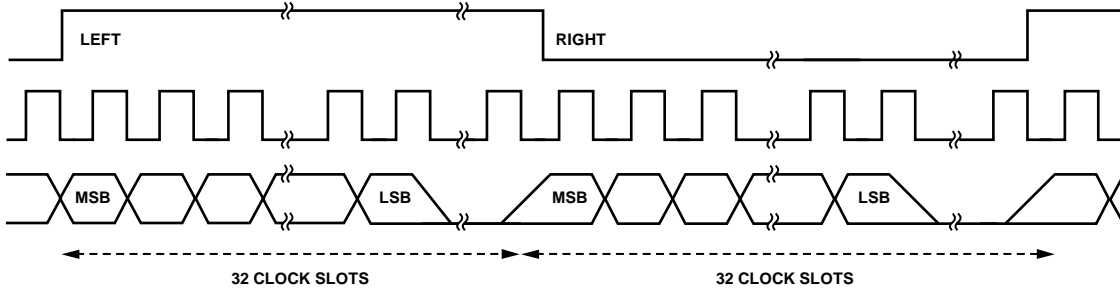 LEFT
RIGHT
MSB
LSB
MSB
LSB
32 CLOCK SLOTS
32 CLOCK SLOTS